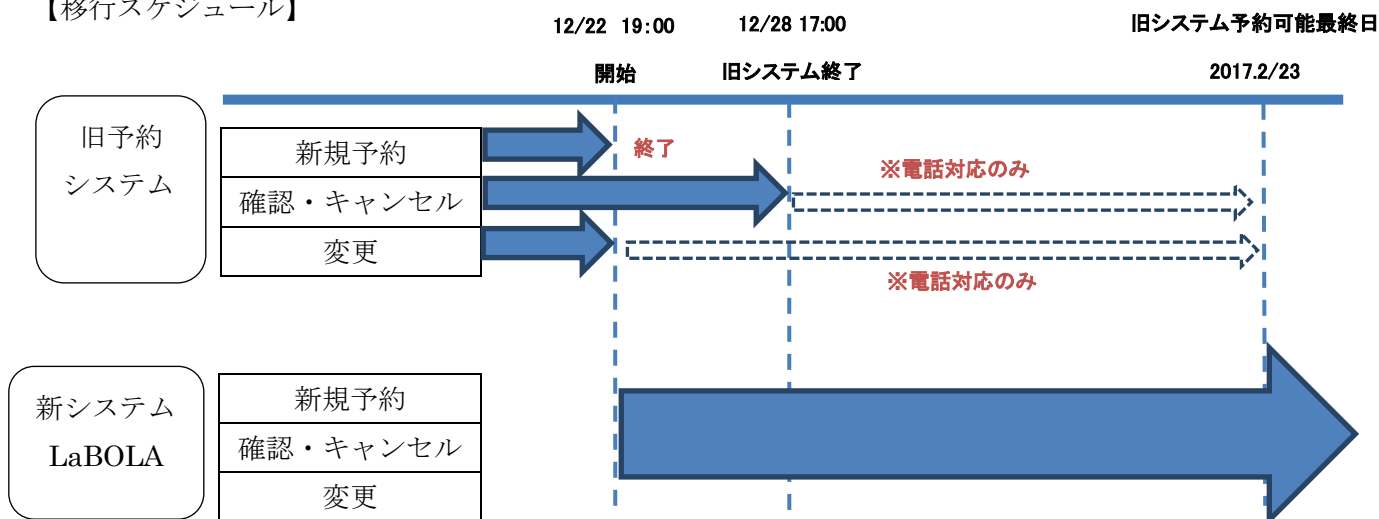 【移行スケジュール】
12/22 19:00
12/28 17:00
旧システム予約可能最終日
開始
旧システム終了
2017.2/23
旧予約
システム
新規予約
終了
※電話対応のみ
確認・キャンセル
変更
※電話対応のみ
新システム
LaBOLA
新規予約
確認・キャンセル
変更